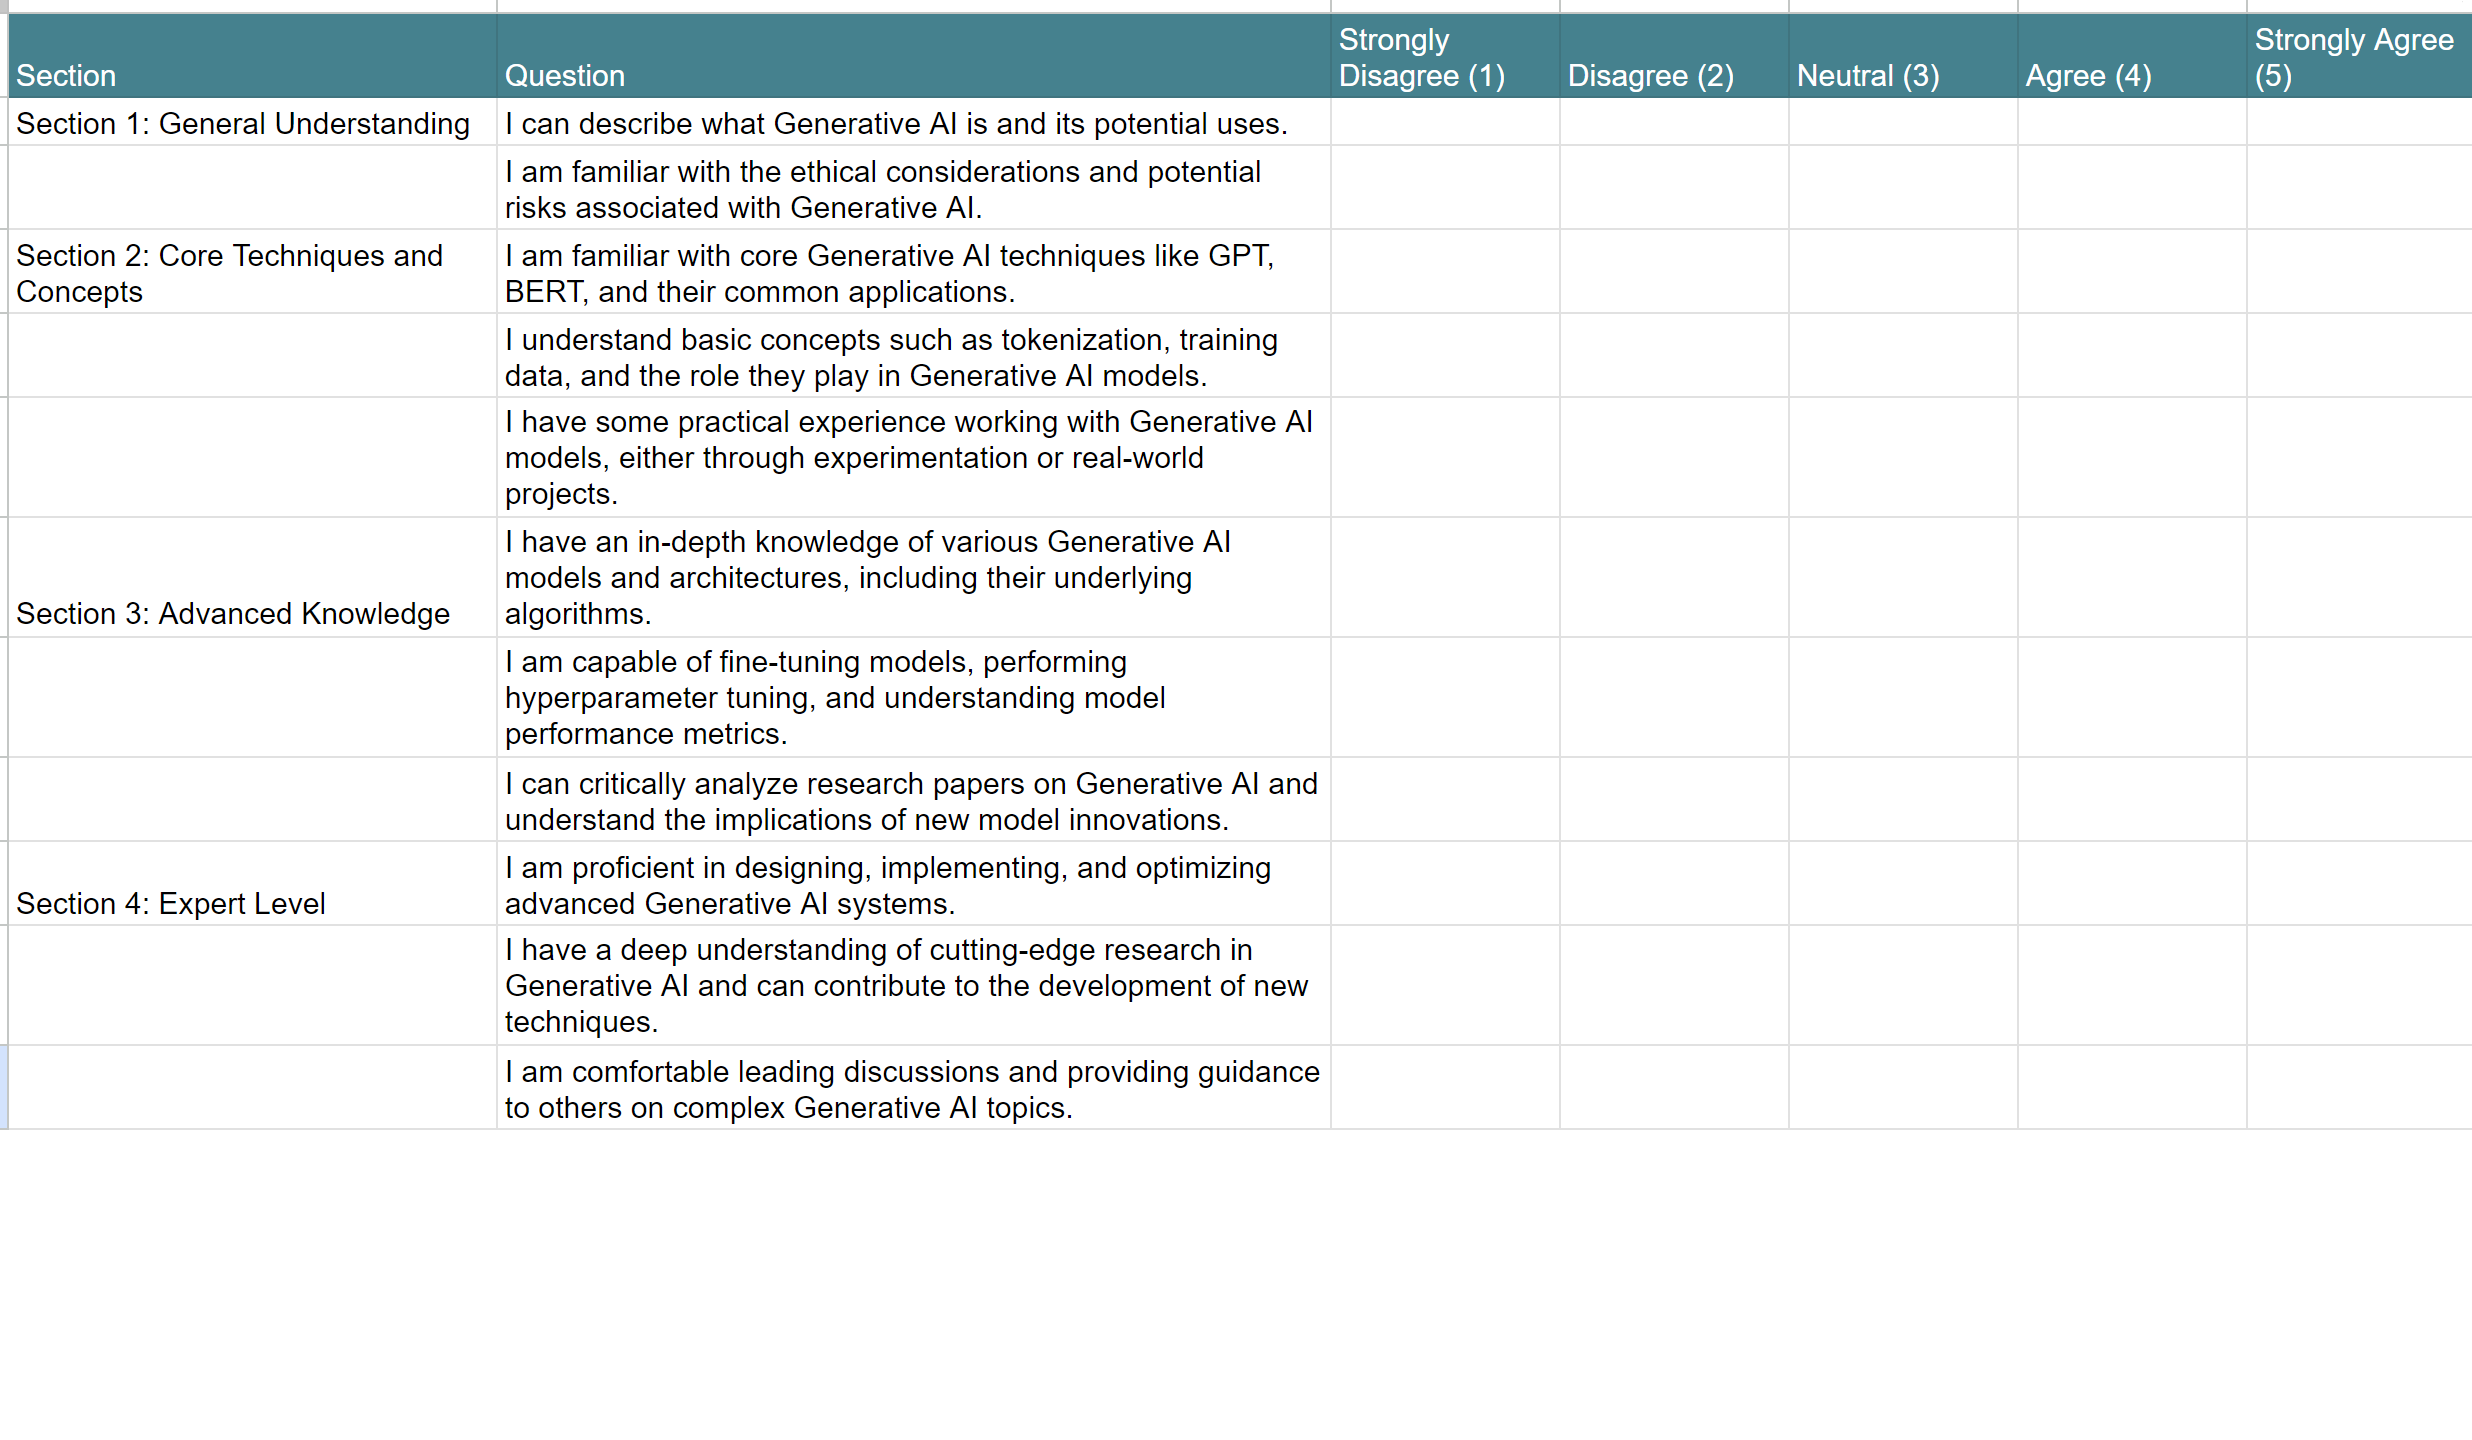 Section
Question
Strongly
Disagree (1)
Disagree (2)
Neutral (3)
Agree (4)
Strongly Agree
(5)
Section 1: General Understanding
I can describe what Generative AI is and its potential uses.
I am familiar with the ethical considerations and potential
risks associated with Generative AI.
Section 2: Core Techniques and
Concepts
I am familiar with core Generative AI techniques like GPT,
BERT, and their common applications.
I understand basic concepts such as tokenization, training
data, and the role they play in Generative AI models.
I have some practical experience working with Generative AI
models, either through experimentation or real-world
projects.
Section 3: Advanced Knowledge
I have an in-depth knowledge of various Generative AI
models and architectures, including their underlying
algorithms.
I am capable of fine-tuning models, performing
hyperparameter tuning, and understanding model
performance metrics.
I can critically analyze research papers on Generative AI and
understand the implications of new model innovations.
Section 4: Expert Level
I am proficient in designing, implementing, and optimizing
advanced Generative AI systems.
I have a deep understanding of cutting-edge research in
Generative AI and can contribute to the development of new
techniques.
I am comfortable leading discussions and providing guidance
to others on complex Generative AI topics.